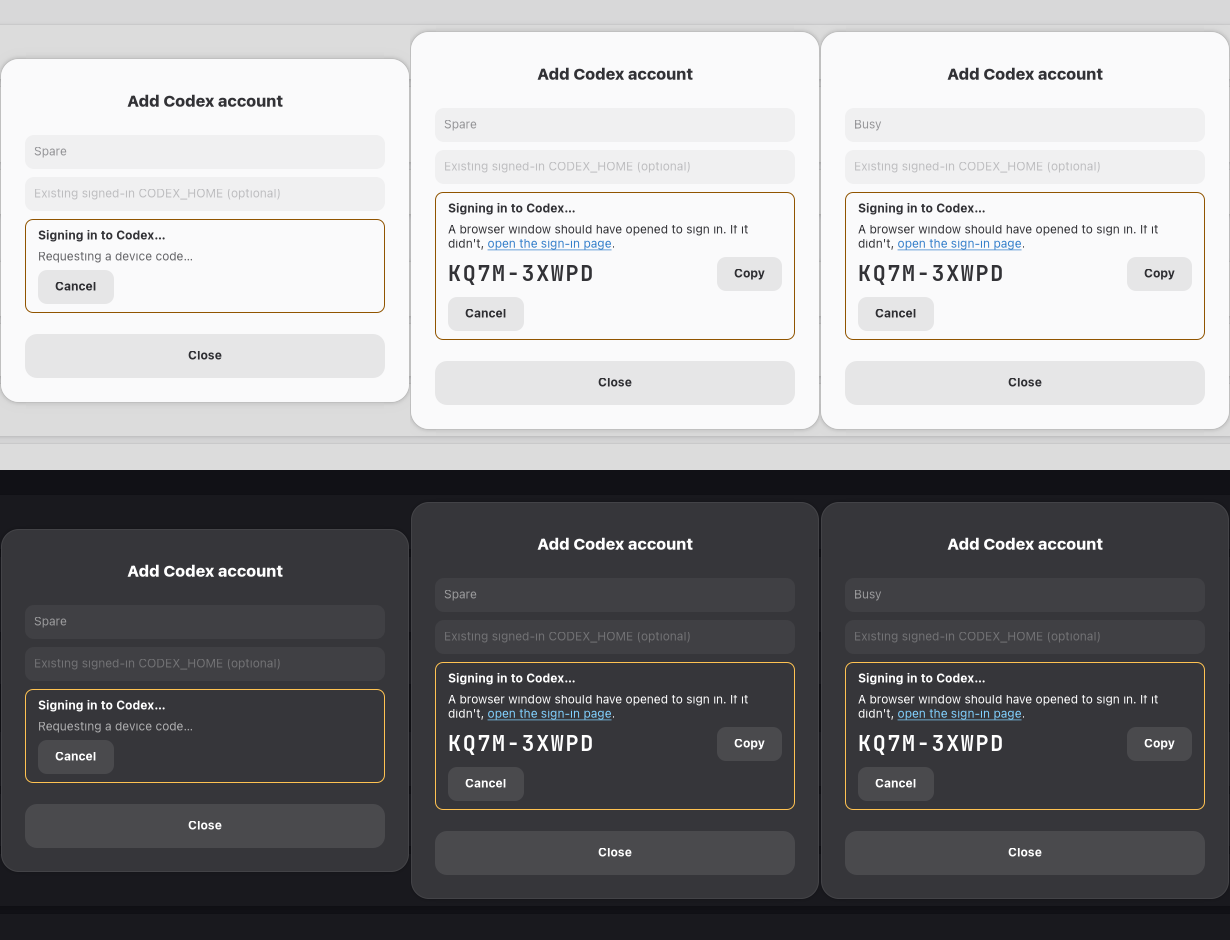 Add Codex account
Spare
Existing signed-in CODEX_HOME (optional)
Signing in to Codex…
Requesting a device code…
Cancel
Close
Add Codex account
Spare
Existing signed-in CODEX_HOME (optional)
Signing in to Codex…
A browser window should have opened to sign in. If it
didn't, open the sign-in page.
KQ7M-3XWPD
Copy
Cancel
Close
Add Codex account
Busy
Existing signed-in CODEX_HOME (optional)
Signing in to Codex…
A browser window should have opened to sign in. If it
didn't, open the sign-in page.
KQ7M-3XWPD
Copy
Cancel
Close
Add Codex account
Spare
Existing signed-in CODEX_HOME (optional)
Signing in to Codex…
Requesting a device code…
Cancel
Close
Add Codex account
Spare
Existing signed-in CODEX_HOME (optional)
Signing in to Codex…
A browser window should have opened to sign in. If it
didn't, open the sign-in page.
KQ7M-3XWPD
Copy
Cancel
Close
Add Codex account
Busy
Existing signed-in CODEX_HOME (optional)
Signing in to Codex…
A browser window should have opened to sign in. If it
didn't, open the sign-in page.
KQ7M-3XWPD
Copy
Cancel
Close